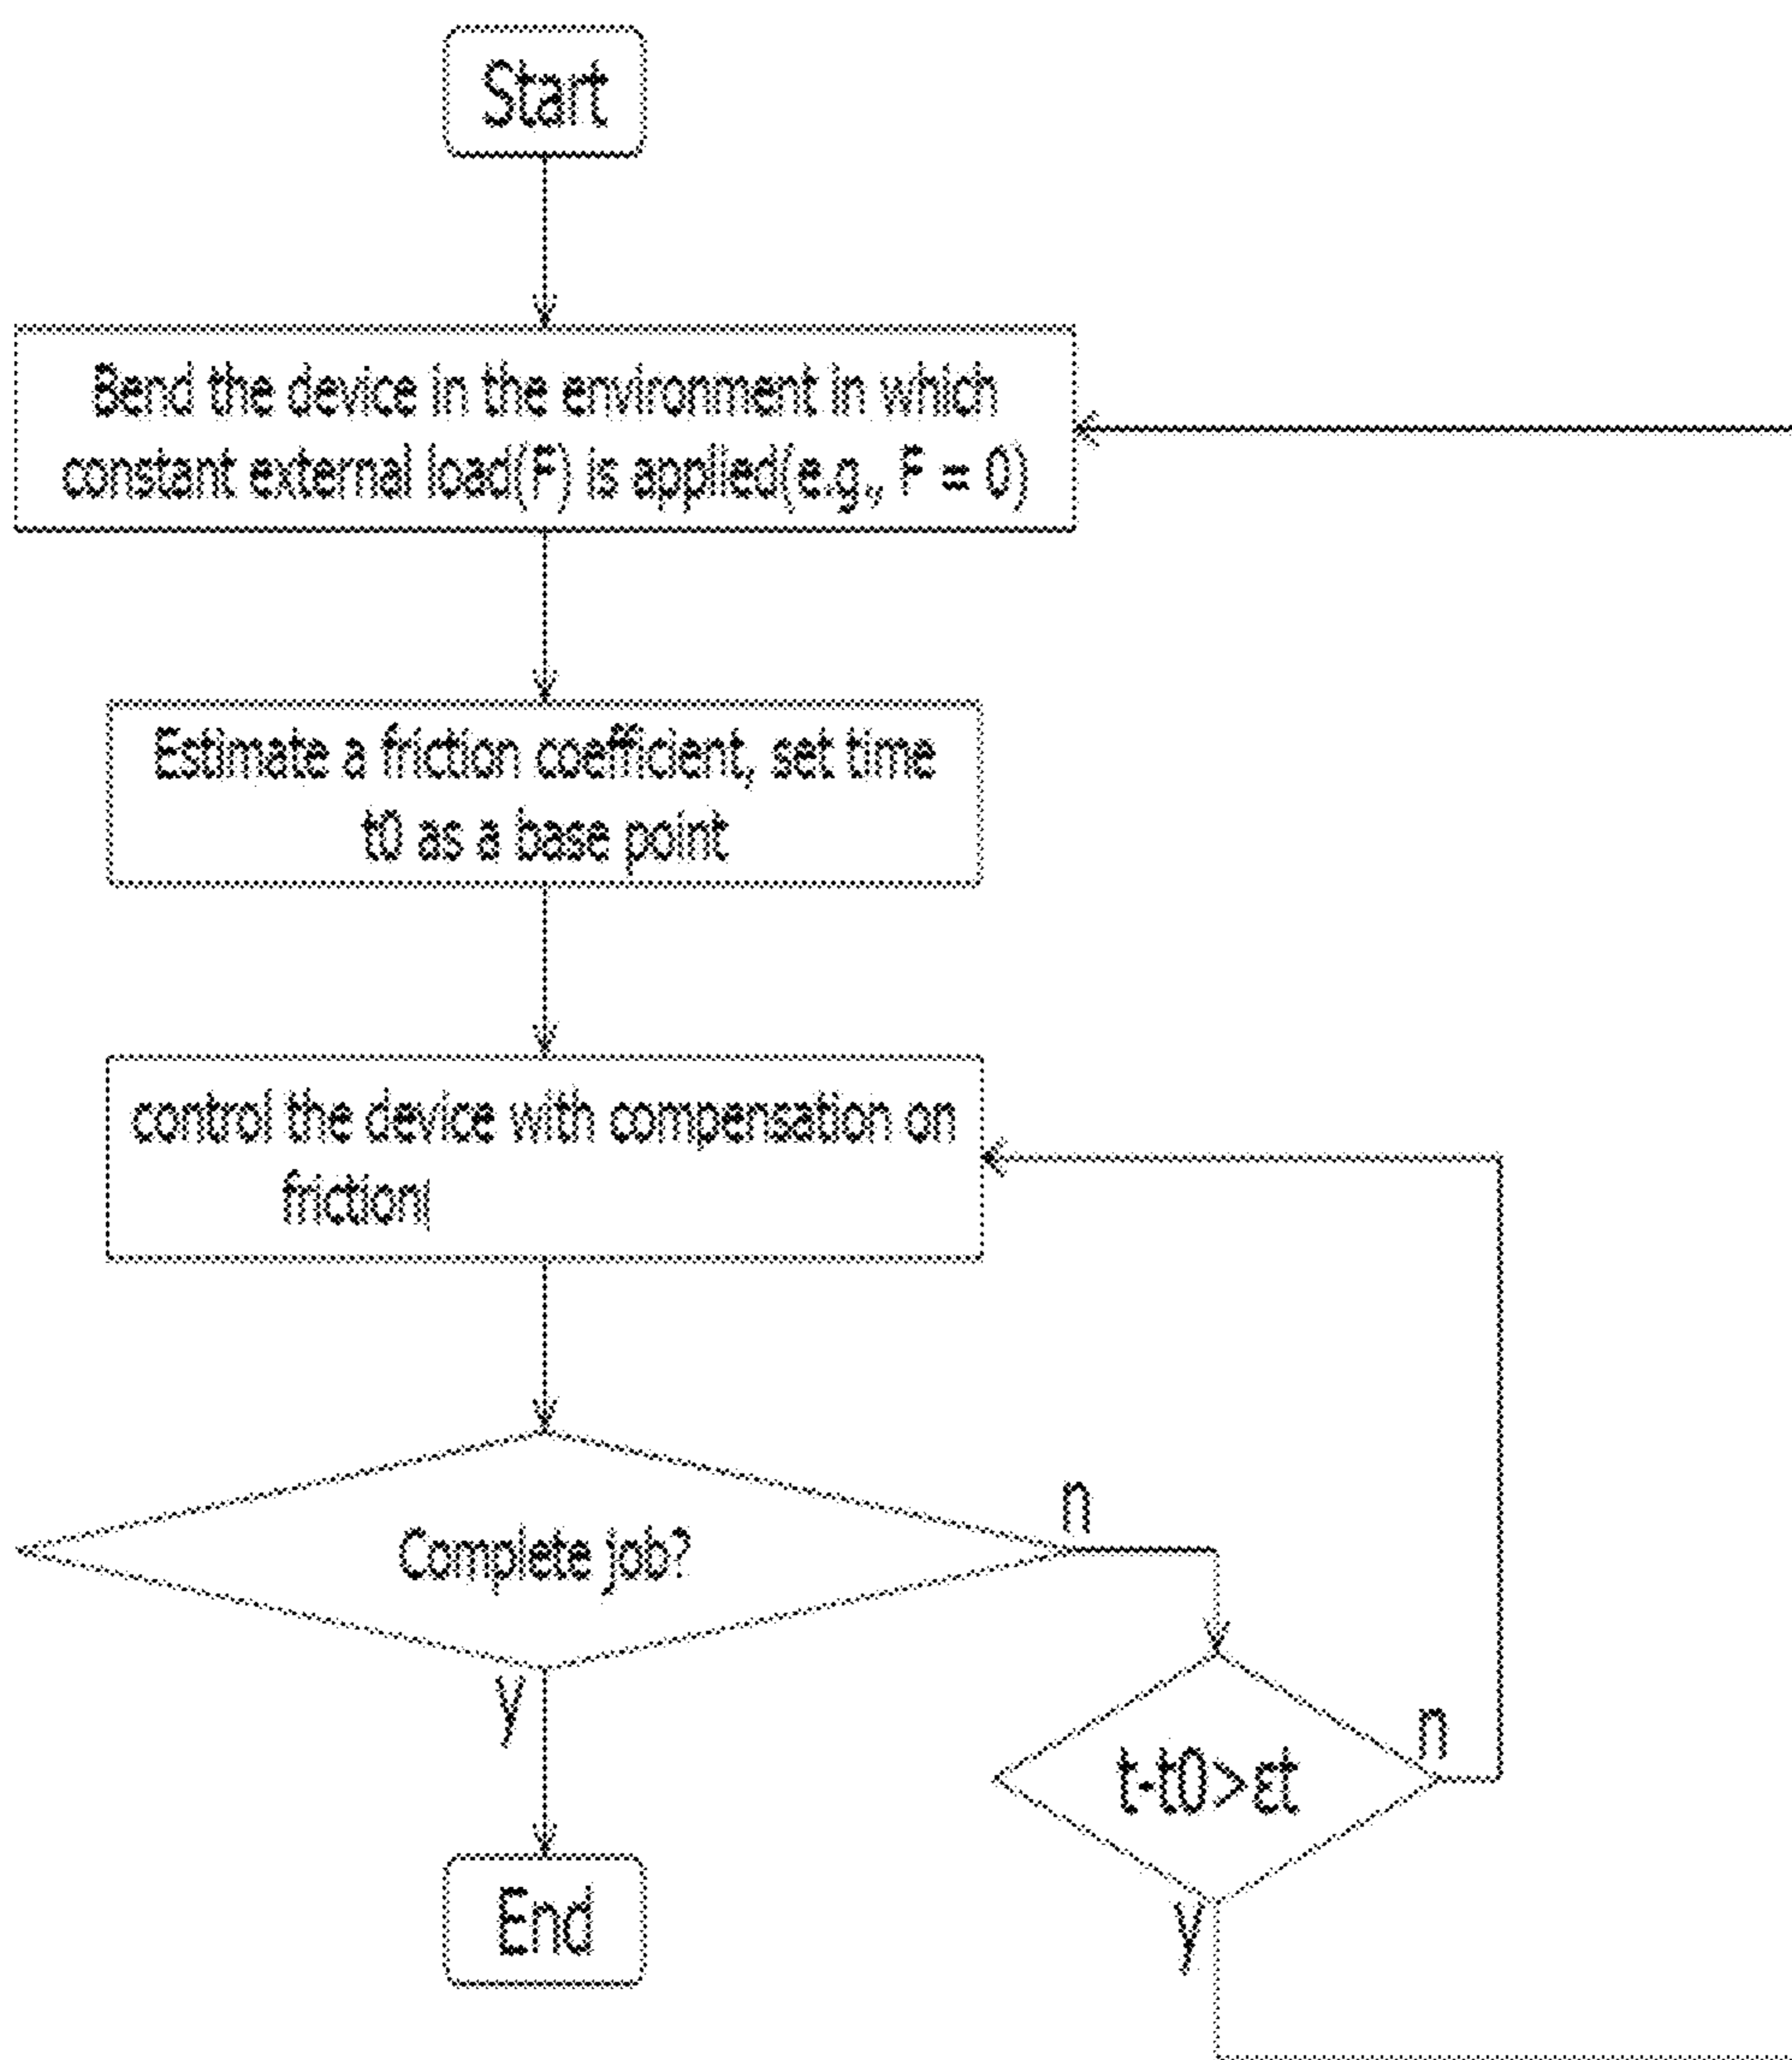 Start
Bend the device in the environment in which
constant external load(F) is applied(e.g., F = 0)
Estimate a friction coefficient, set time
t0 as a base point
control the device with compensation on
friction
Complete job?
n
y
t-t0>εt
n
y
End